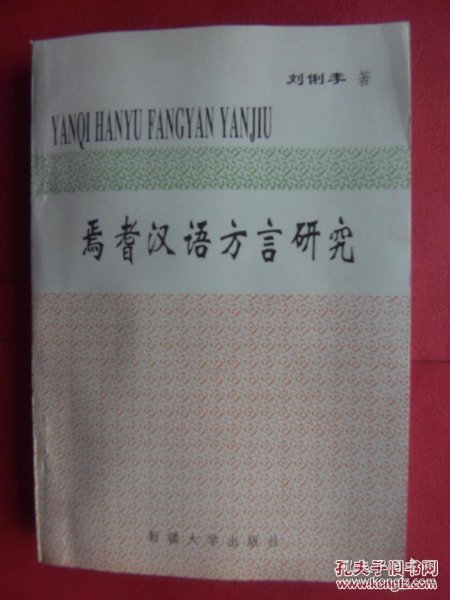 刘俐李 著
YANQI HANYU FANGYAN YANJIU
焉耆汉语方言研究
新疆大学出版社
孔夫子旧书网
www.kongfz.com